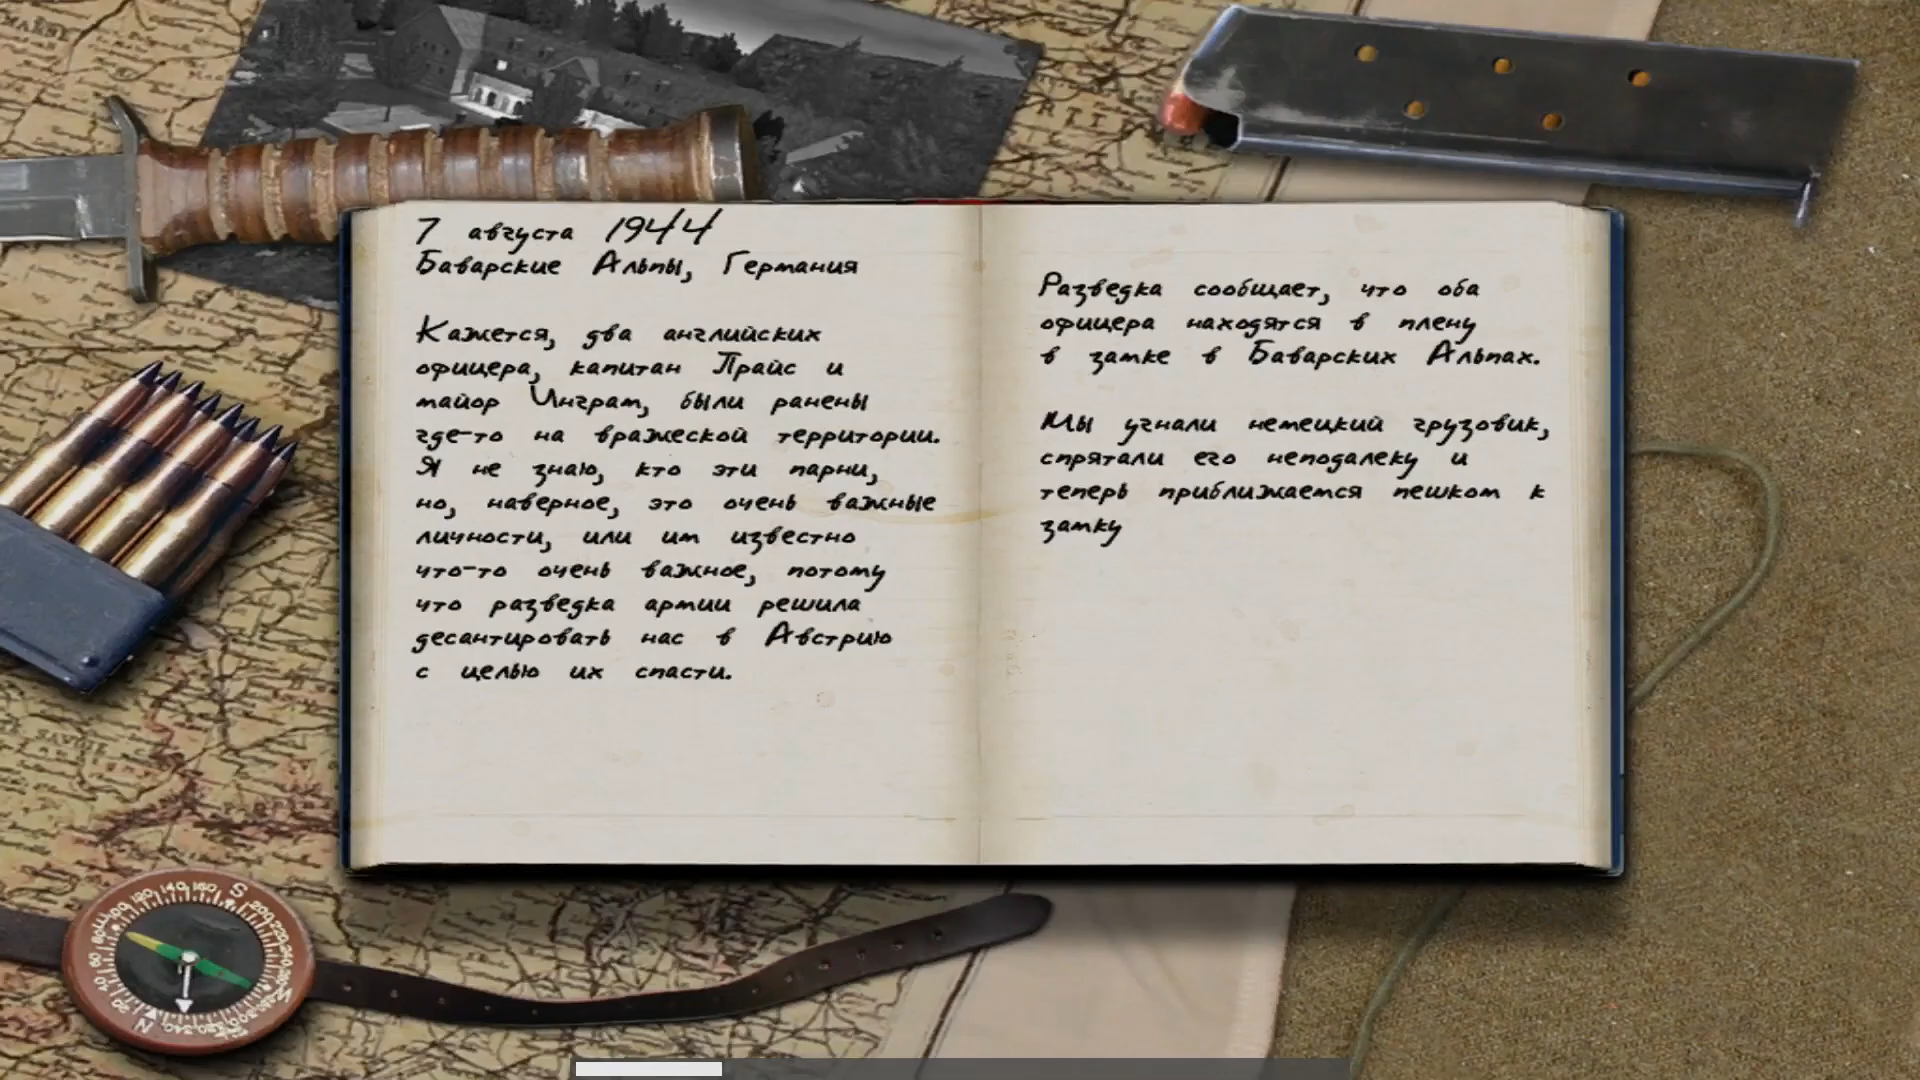 7 августа 1944
Баварские Альпы, Германия
Кажется, два английских
офицера, капитан Прайс и
майор Инграм, были ранены
где-то на вражеской территории.
Я не знаю, кто эти парни,
но, наверное, это очень важные
личности, или им известно
что-то очень важное, потому
что разведка армии решила
десантировать нас в Австрию
с целью их спасти.
Разведка сообщает, что оба
офицера находятся в плену
в замке в Баварских Альпах.
Мы угнали немецкий грузовик,
спрятали его неподалеку и
теперь приближаемся пешком к
замку